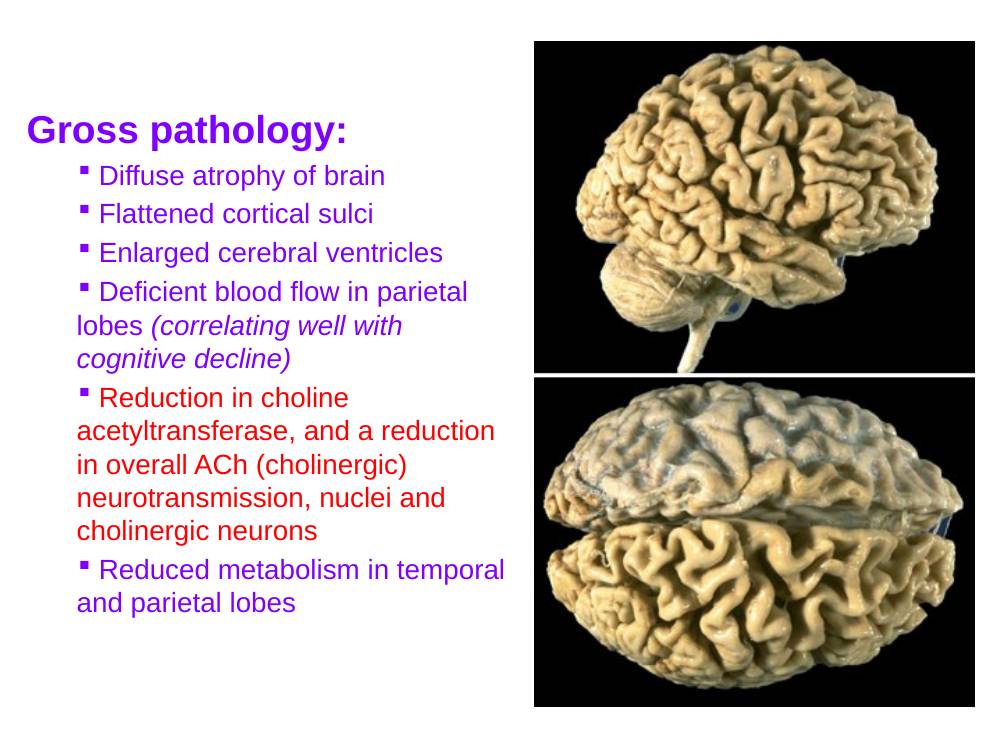 Gross pathology:
▪ Diffuse atrophy of brain
▪ Flattened cortical sulci
▪ Enlarged cerebral ventricles
▪ Deficient blood flow in parietal
lobes (correlating well with
cognitive decline)
▪ Reduction in choline
acetyltransferase, and a reduction
in overall ACh (cholinergic)
neurotransmission, nuclei and
cholinergic neurons
▪ Reduced metabolism in temporal
and parietal lobes